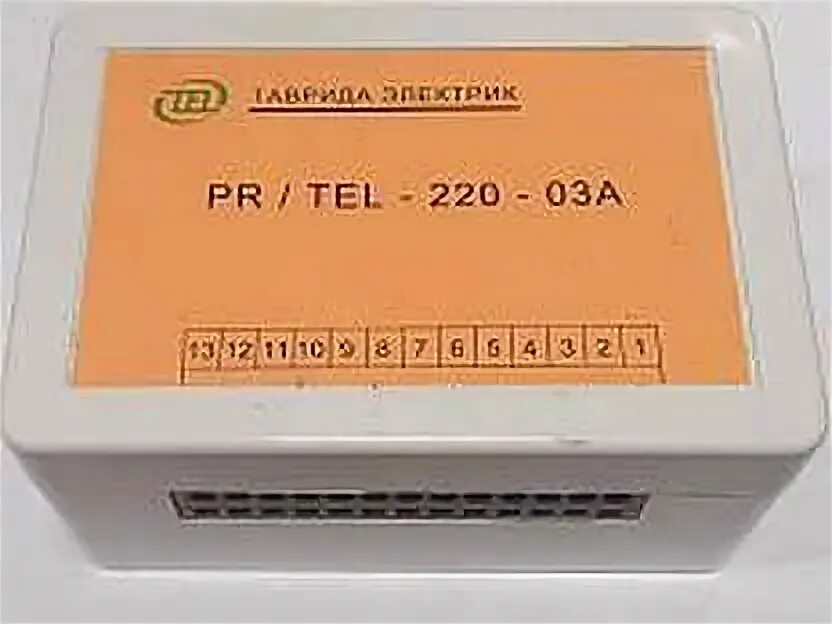 TEL ТАВРИДА ЭЛЕКТРИК
PR / TEL - 220 - 03A
13 12 11 10 9 8 7 6 5 4 3 2 1